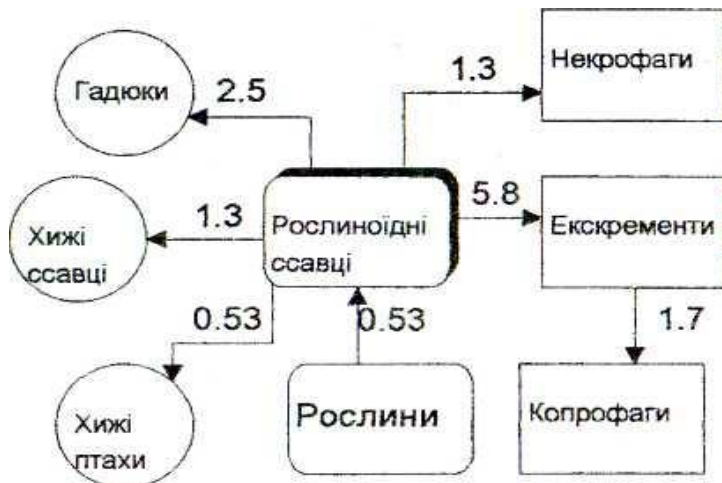 Гадюки
2.5
1.3
Некрофаги
Хижі
ссавці
1.3
Рослиноїдні
ссавці
5.8
Екскременти
0.53
0.53
1.7
Хижі
птахи
Рослини
Копрофаги